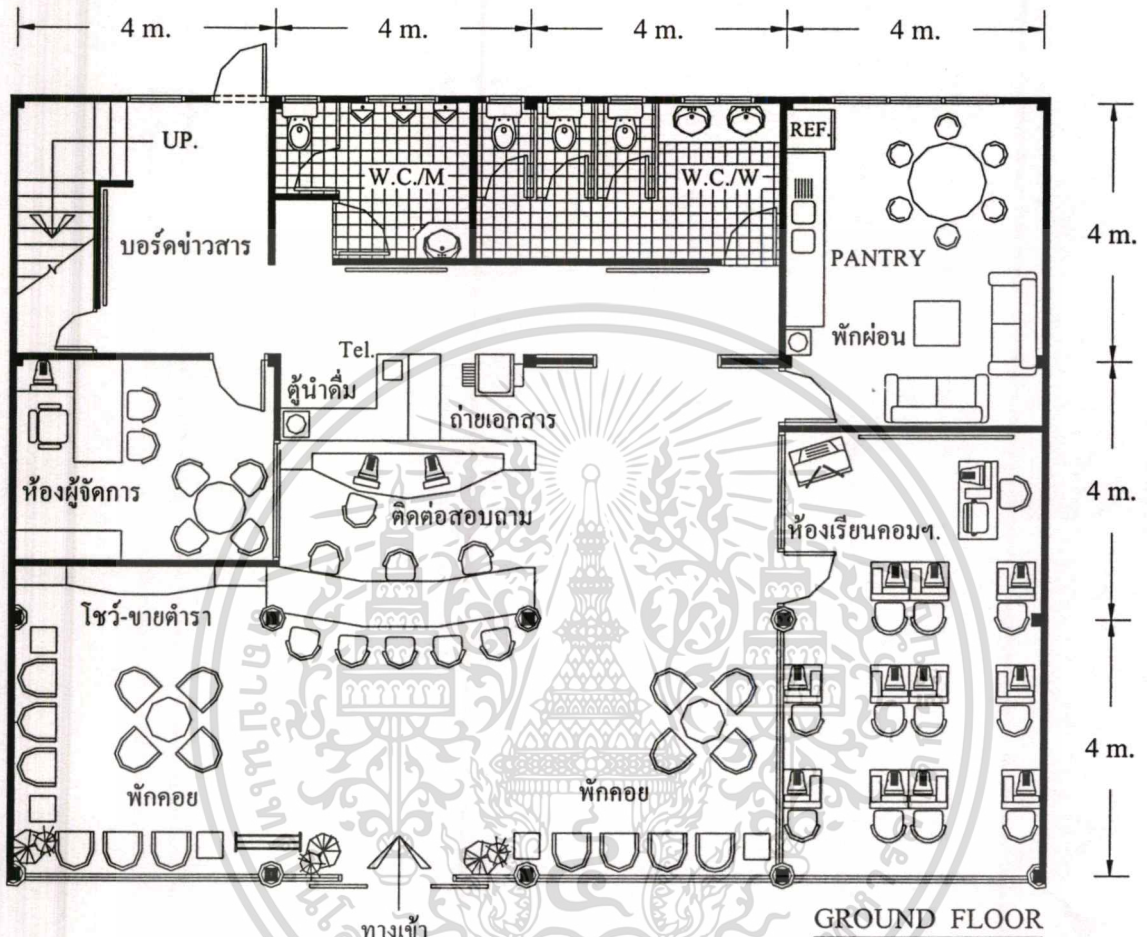 4 m. 4 m. 4 m. 4 m.
UP.
REF.
W.C./M
W.C./W
4 m.
บอร์ดข่าวสาร
PANTRY
พักผ่อน
Tel.
ตู้นำดื่ม
ถ่ายเอกสาร
ห้องผู้จัดการ
ติดต่อสอบถาม
4 m.
ห้องเรียนคอมฯ.
โชว์-ขายตำรา
4 m.
พักคอย
พักคอย
ทางเข้า
GROUND FLOOR